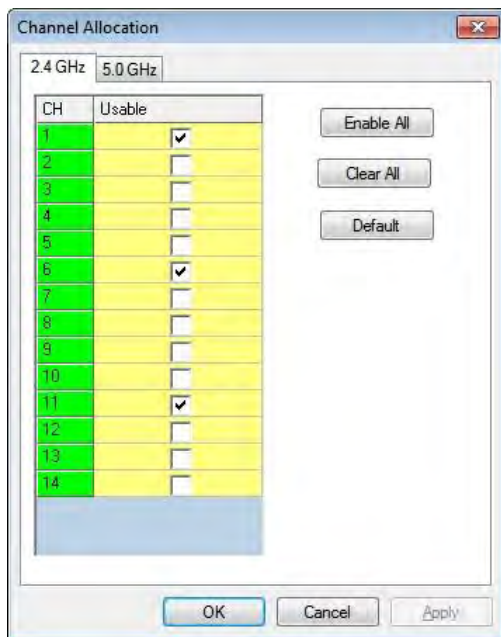 Channel Allocation
2.4 GHz 5.0 GHz
CH Usable
1
2
3
4
5
6
7
8
9
10
11
12
13
14
Enable All
Clear All
Default
OK Cancel Apply